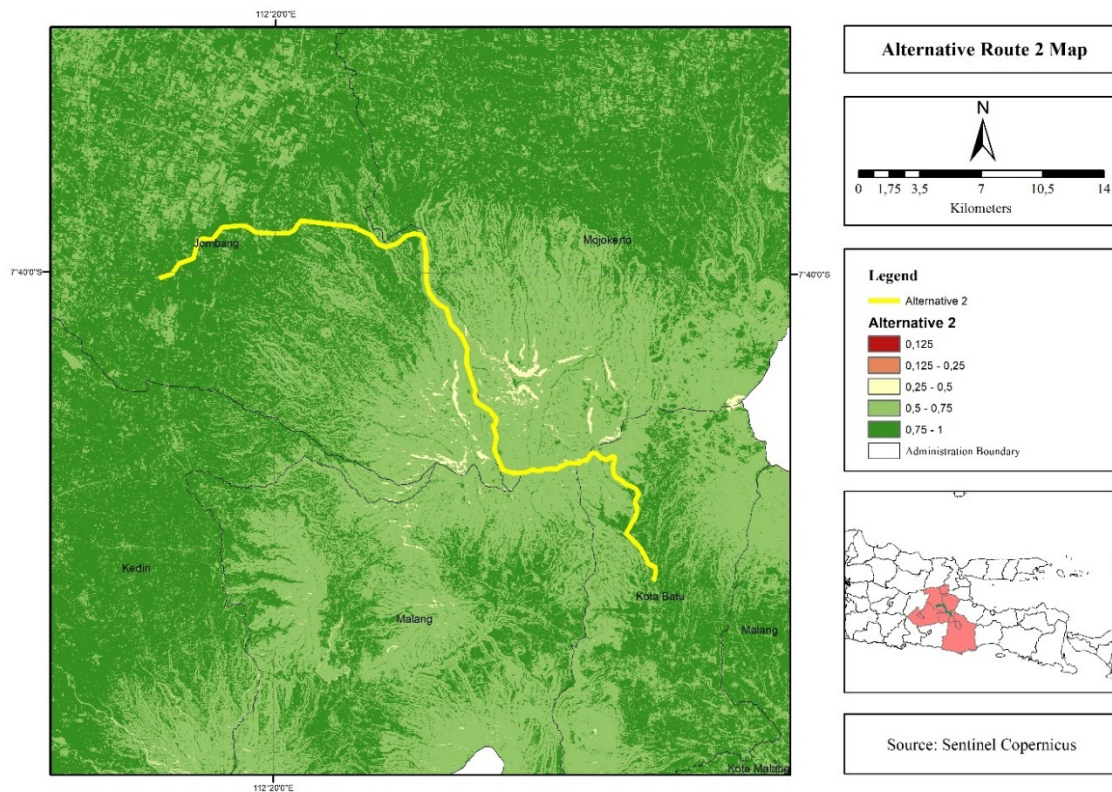 112°20'0"E
Jombang
Mojokerto
7°40'0"S
7°40'0"S
Kediri
Malang
Kota Batu
Malang
Kota Malang
112°20'0"E
Alternative Route 2 Map
N
0 1,75 3,5 7 10,5 14
Kilometers
Legend
Alternative 2
Alternative 2
0,125
0,125 - 0,25
0,25 - 0,5
0,5 - 0,75
0,75 - 1
Administration Boundary
Source: Sentinel Copernicus